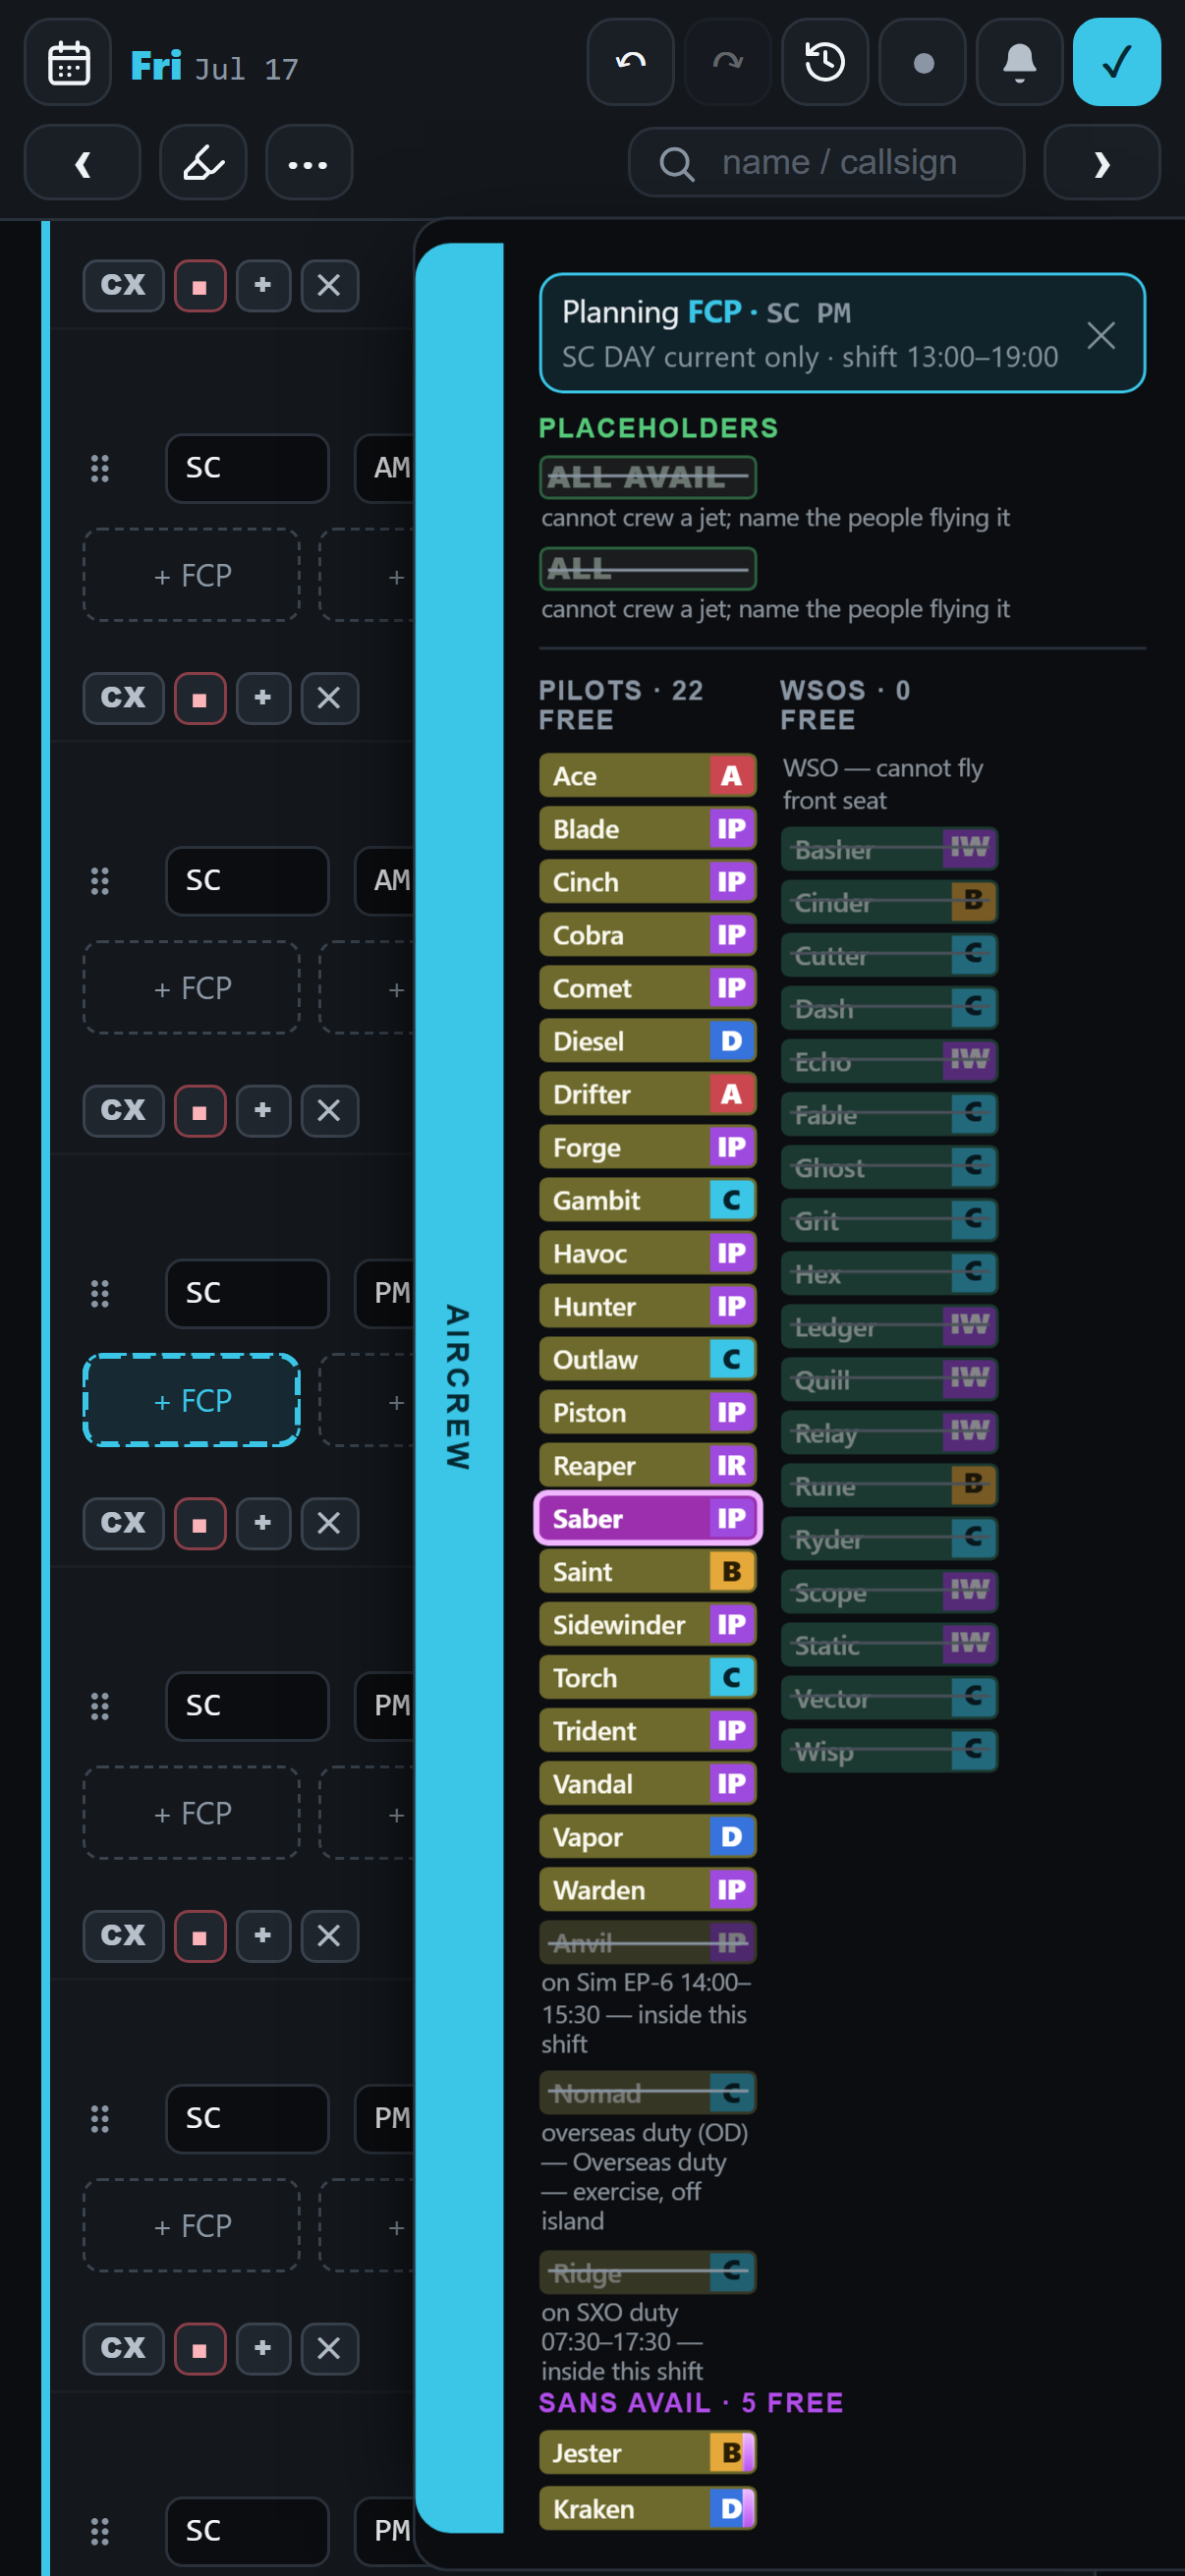 Fri Jul 17
name / callsign
CX
SC AM
+ FCP +
CX
SC AM
+ FCP +
CX
SC PM
+ FCP +
CX
SC PM
+ FCP +
CX
SC PM
+ FCP +
CX
SC PM
AIRCREW
Planning FCP · SC PM
SC DAY current only · shift 13:00–19:00
PLACEHOLDERS
ALL AVAIL
cannot crew a jet; name the people flying it
ALL
cannot crew a jet; name the people flying it
PILOTS · 22
FREE
Ace A
Blade IP
Cinch IP
Cobra IP
Comet IP
Diesel D
Drifter A
Forge IP
Gambit C
Havoc IP
Hunter IP
Outlaw C
Piston IP
Reaper IR
Saber IP
Saint B
Sidewinder IP
Torch C
Trident IP
Vandal IP
Vapor D
Warden IP
Anvil IP
on Sim EP-6 14:00–
15:30 — inside this
shift
Nomad C
overseas duty (OD)
— Overseas duty
— exercise, off
island
Ridge C
on SXO duty
07:30–17:30 —
inside this shift
WSOS · 0
FREE
WSO — cannot fly
front seat
Basher IW
Cinder B
Cutter C
Dash C
Echo IW
Fable C
Ghost C
Grit C
Hex C
Ledger IW
Quill IW
Relay IW
Rune B
Ryder C
Scope IW
Static IW
Vector C
Wisp C
SANS AVAIL · 5 FREE
Jester B
Kraken D